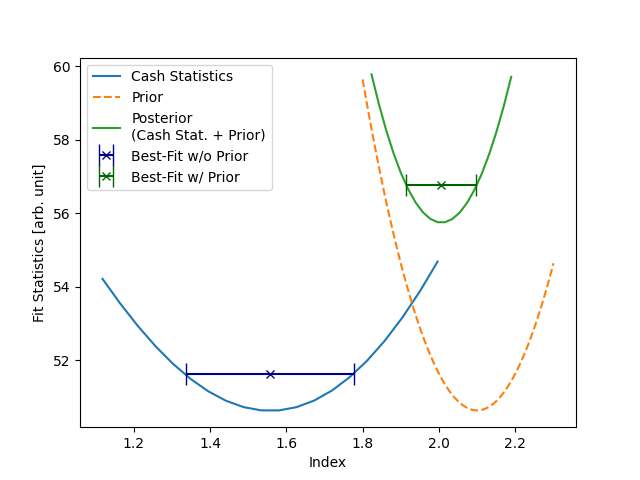 Cash Statistics
Prior
Posterior
(Cash Stat. + Prior)
Best-Fit w/o Prior
Best-Fit w/ Prior
Fit Statistics [arb. unit]
60
58
56
54
52
1.2 1.4 1.6 1.8 2.0 2.2
Index